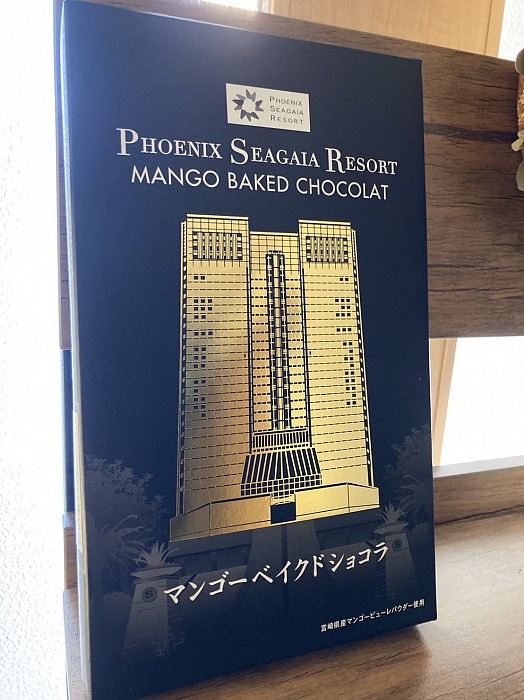 PHOENIX
SEAGAIA
RESORT
PHOENIX SEAGAIA RESORT
MANGO BAKED CHOCOLAT
S
S
マンゴーベイクドショコラ
宮崎県産マンゴーピューレパウダー使用